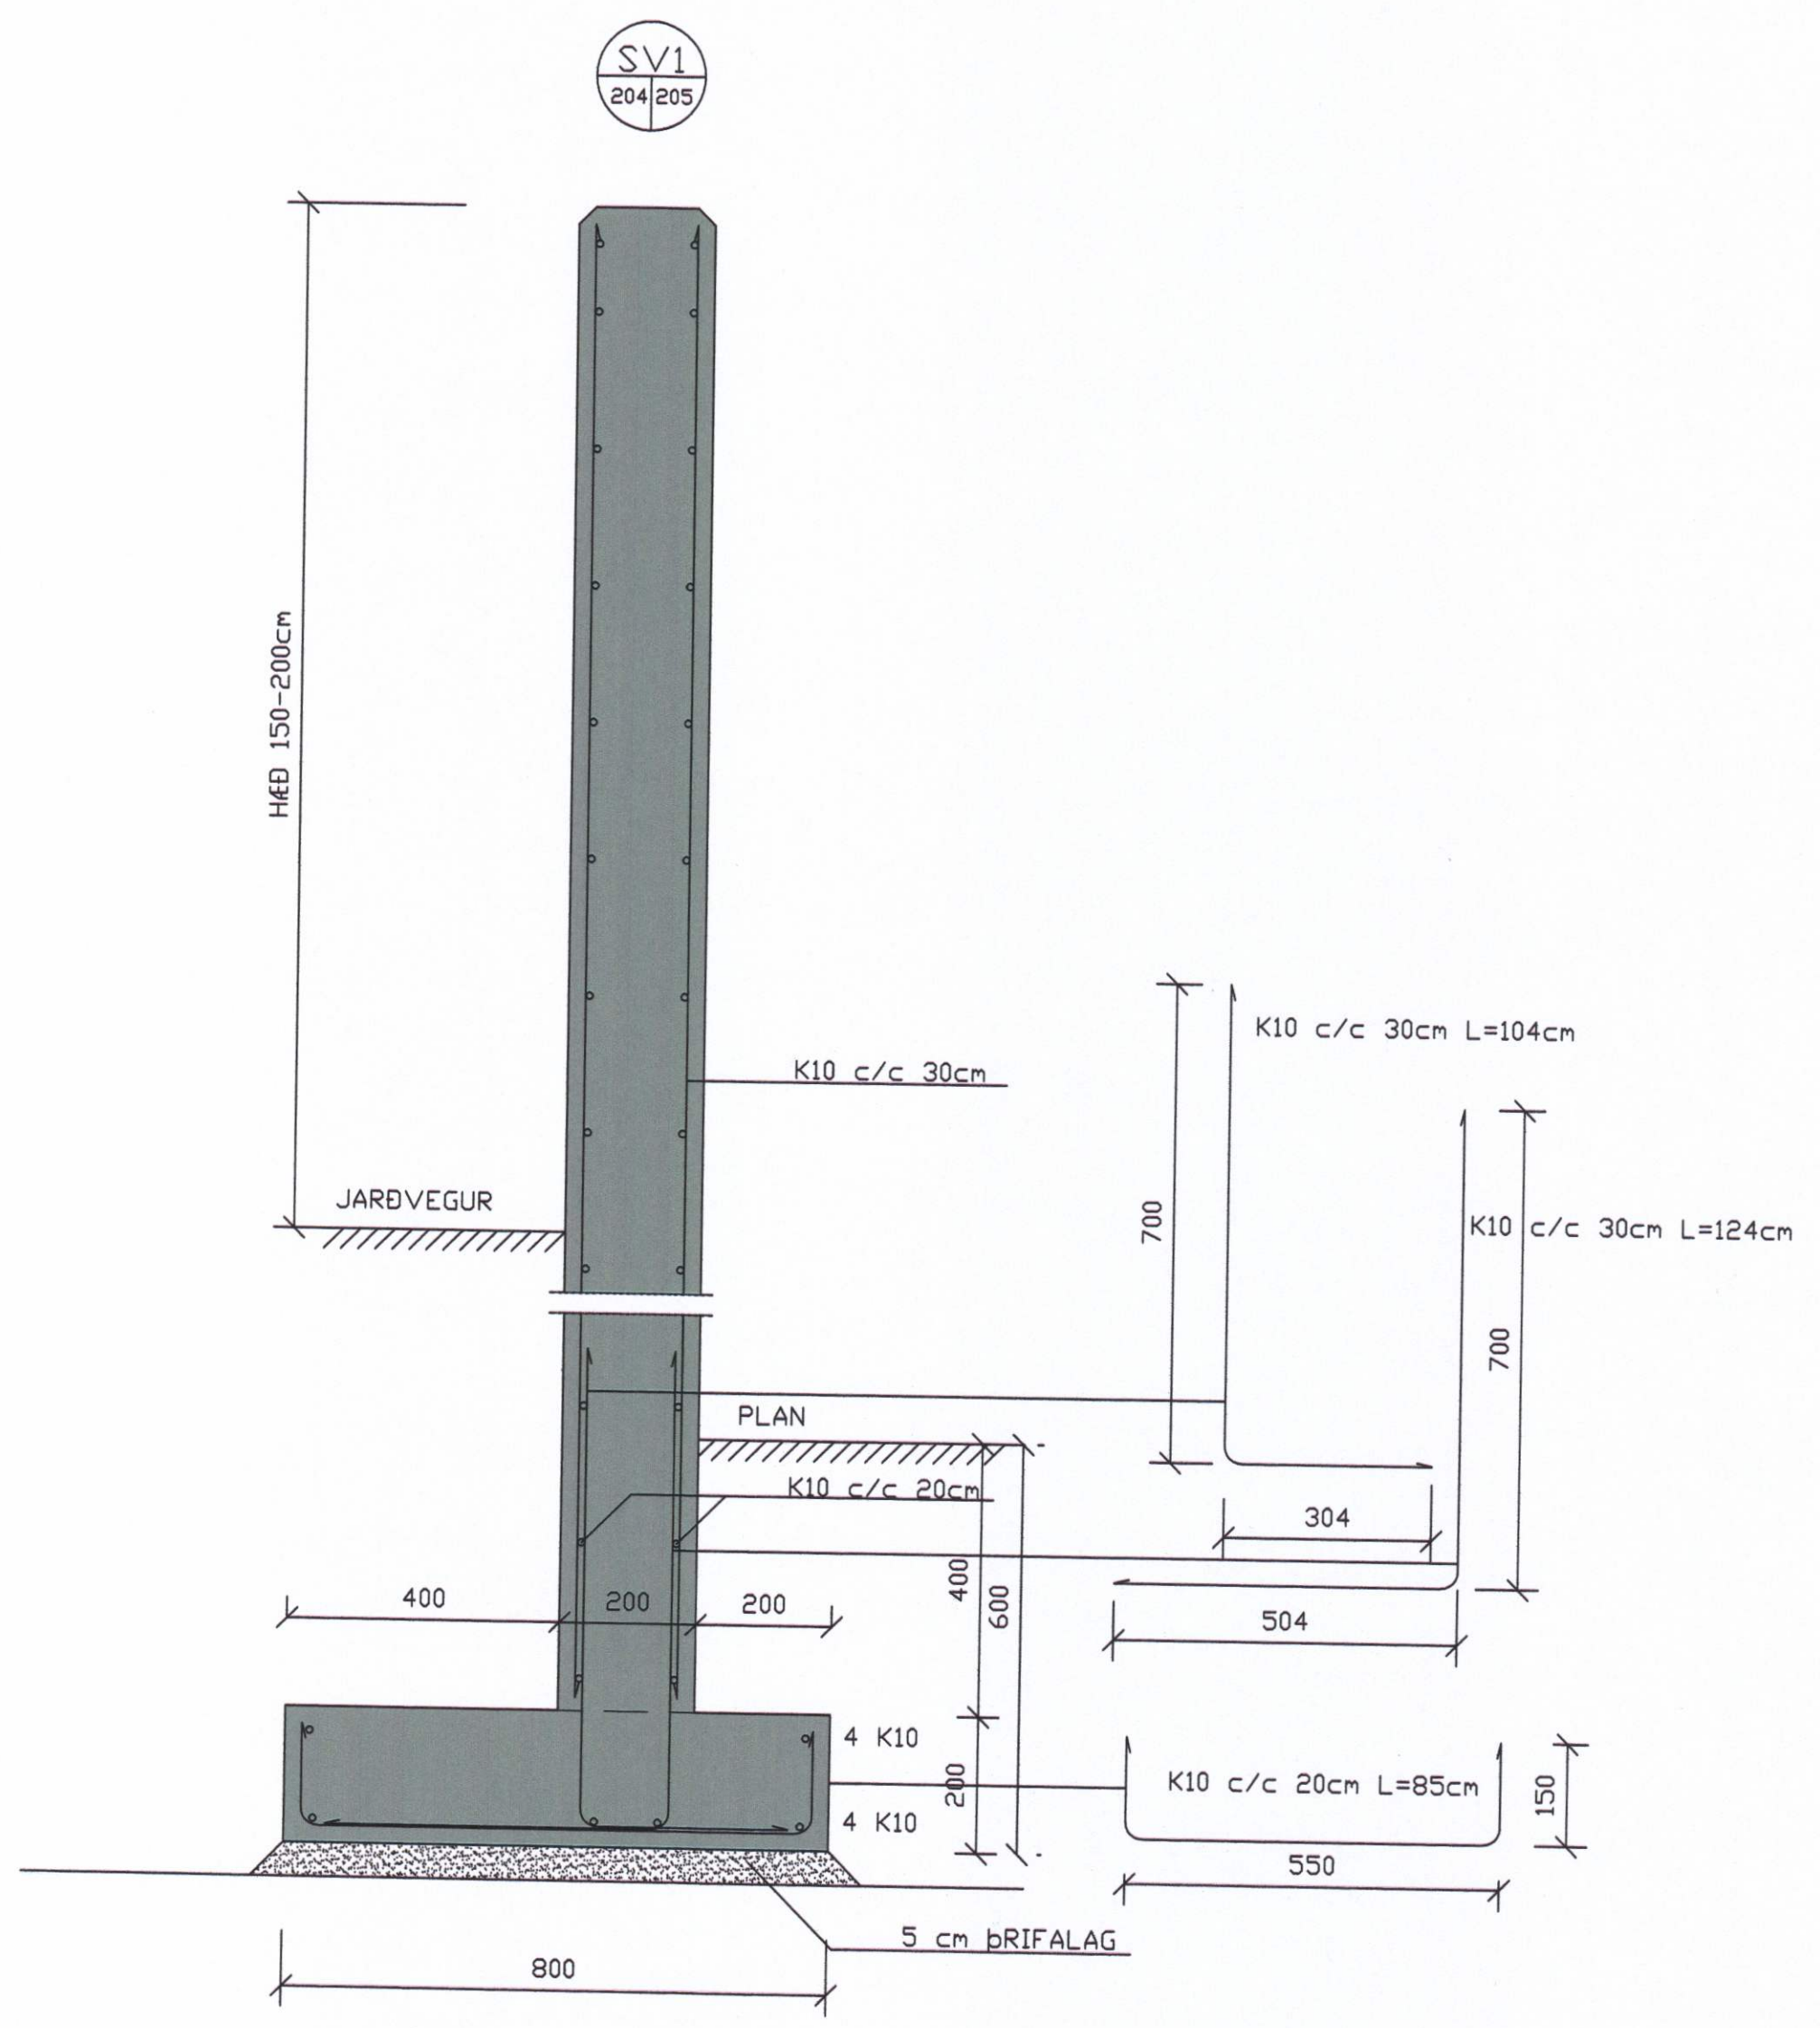 SV1
204 205
HÆÐ 150-200cm
K10 c/c 30cm L=104cm
K10 c/c 30cm
700
JARÐVEGUR
K10 c/c 30cm L=124cm
700
PLAN
K10 c/c 20cm
304
400
200
200
400
600
504
4 K10
200
K10 c/c 20cm L=85cm
150
4 K10
550
5 cm þRIFALAG
800